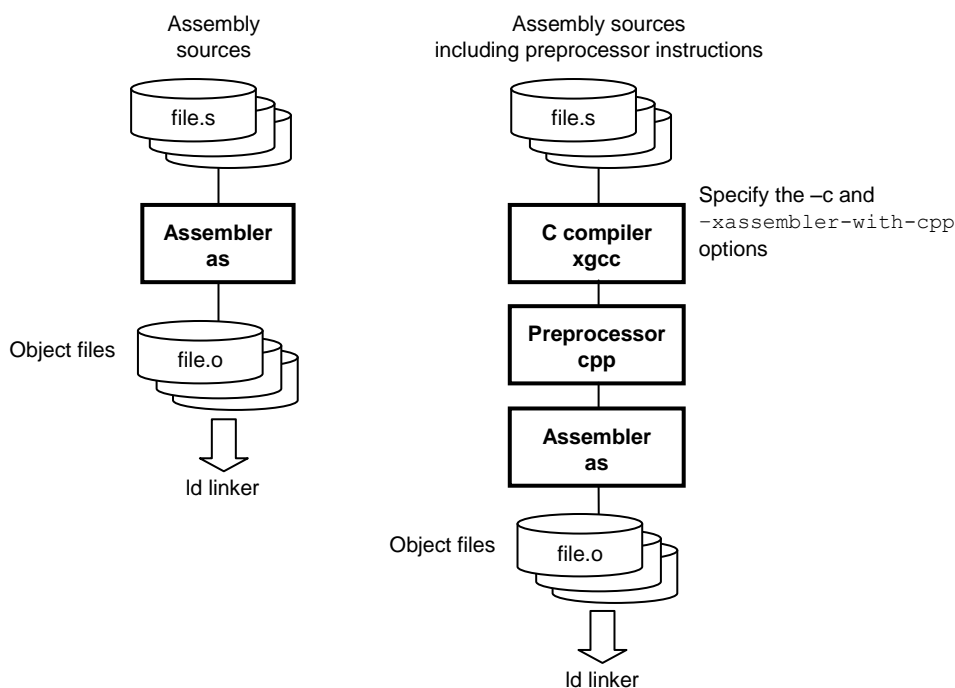 Assembly
sources
file.s
Assembler
as
Object files
file.o
ld linker
Assembly sources
including preprocessor instructions
file.s
C compiler
xgcc
Specify the –c and
-xassembler-with-cpp
options
Preprocessor
cpp
Assembler
as
Object files
file.o
ld linker